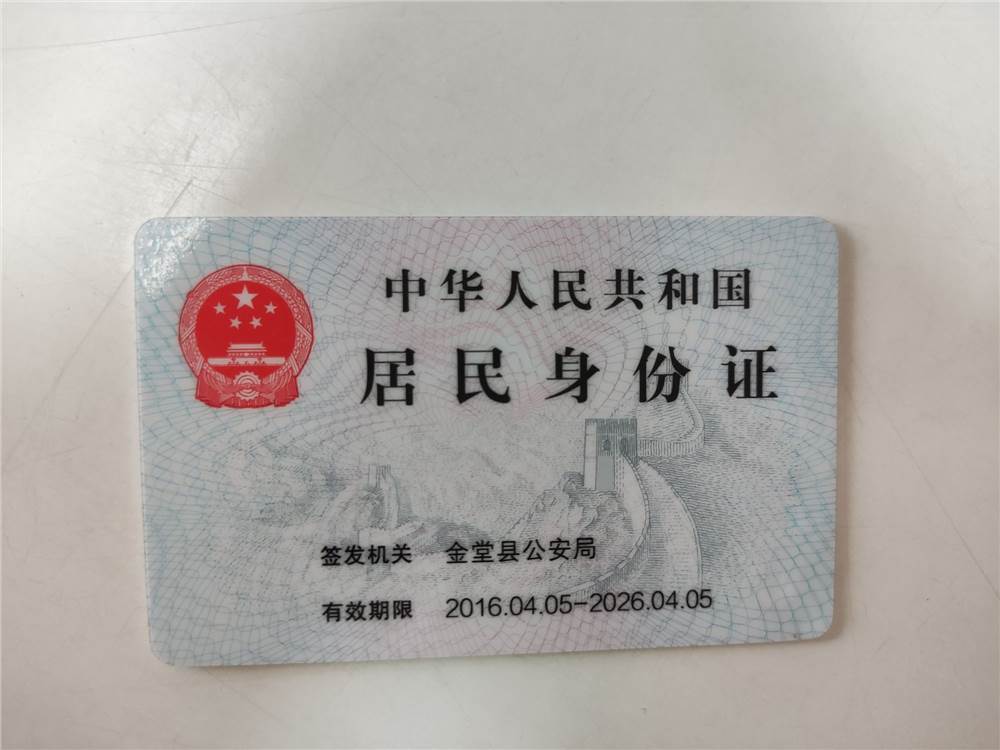 中华人民共和国
居民身份证
签发机关 金堂县公安局
有效期限 2016.04.05-2026.04.05